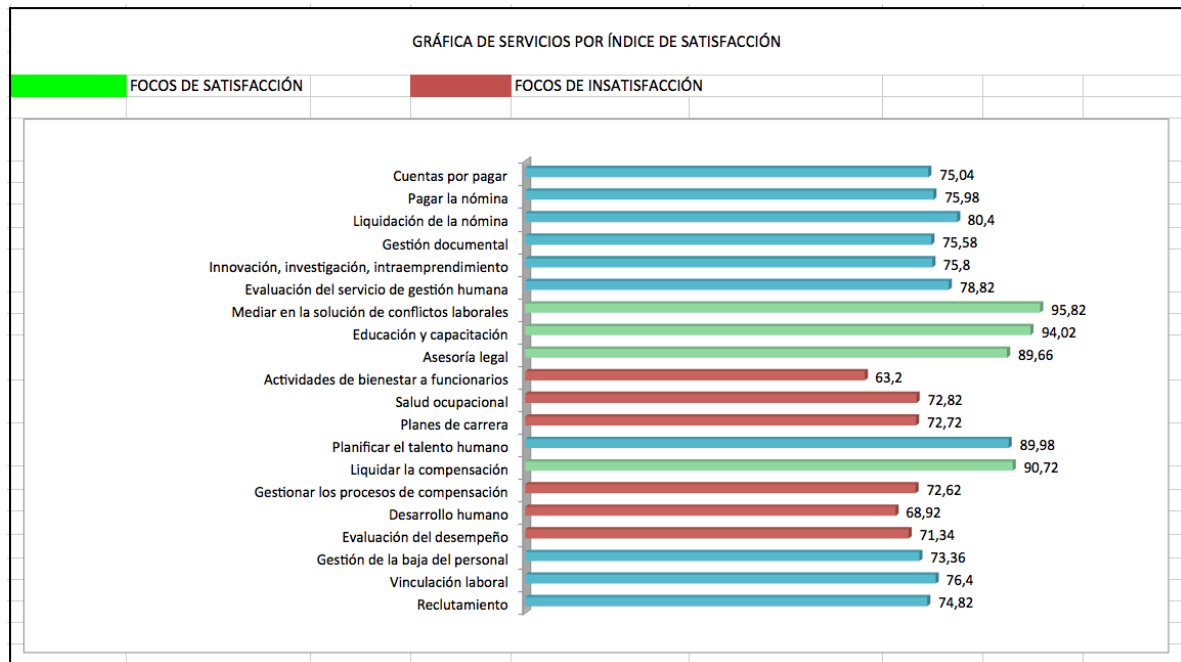 GRÁFICA DE SERVICIOS POR ÍNDICE DE SATISFACCIÓN
FOCOS DE SATISFACCIÓN FOCOS DE INSATISFACCIÓN
Cuentas por pagar 75,04
Pagar la nómina 75,98
Liquidación de la nómina 80,4
Gestión documental 75,58
Innovación, investigación, intraemprendimiento 75,8
Evaluación del servicio de gestión humana 78,82
Mediar en la solución de conflictos laborales 95,82
Educación y capacitación 94,02
Asesoría legal 89,66
Actividades de bienestar a funcionarios 63,2
Salud ocupacional 72,82
Planes de carrera 72,72
Planificar el talento humano 89,98
Liquidar la compensación 90,72
Gestionar los procesos de compensación 72,62
Desarrollo humano 68,92
Evaluación del desempeño 71,34
Gestión de la baja del personal 73,36
Vinculación laboral 76,4
Reclutamiento 74,82